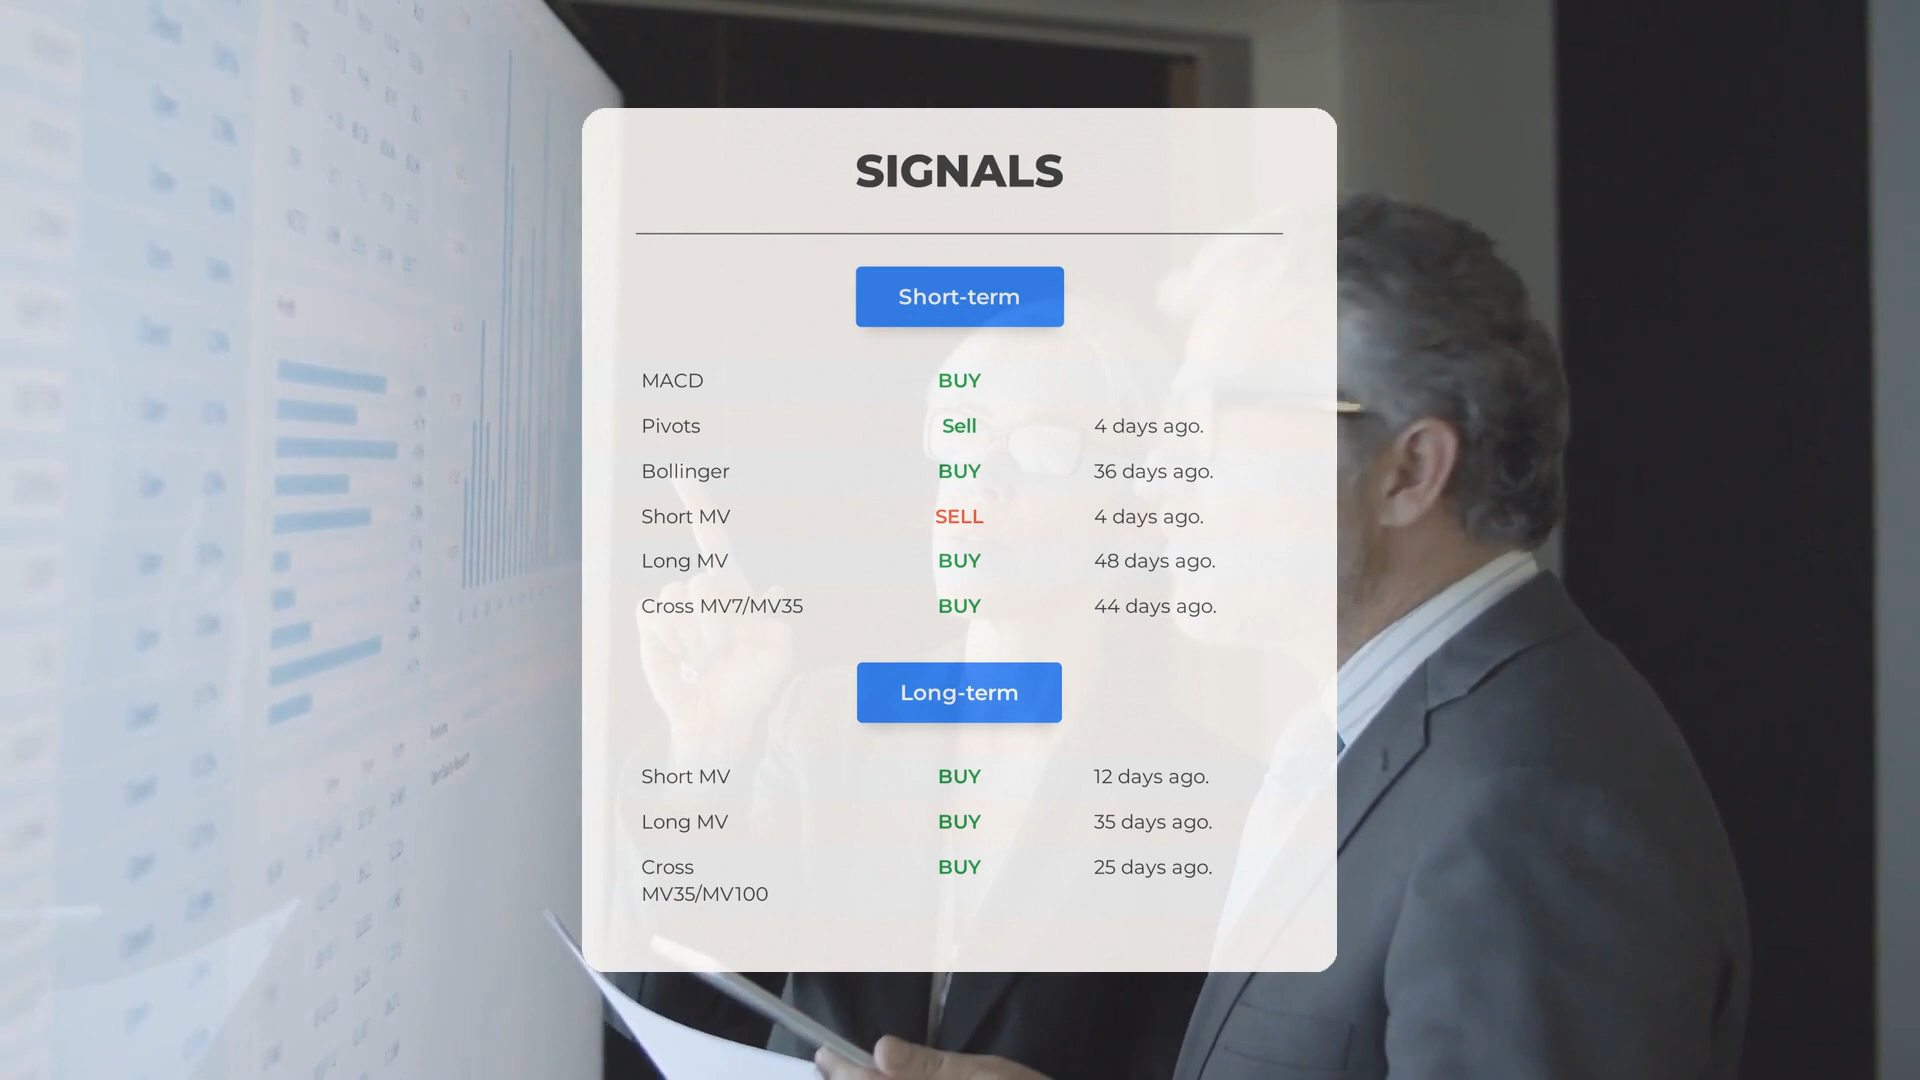 SIGNALS
Short-term
MACD BUY
Pivots Sell 4 days ago.
Bollinger BUY 36 days ago.
Short MV SELL 4 days ago.
Long MV BUY 48 days ago.
Cross MV7/MV35 BUY 44 days ago.
Long-term
Short MV BUY 12 days ago.
Long MV BUY 35 days ago.
Cross BUY 25 days ago.
MV35/MV100